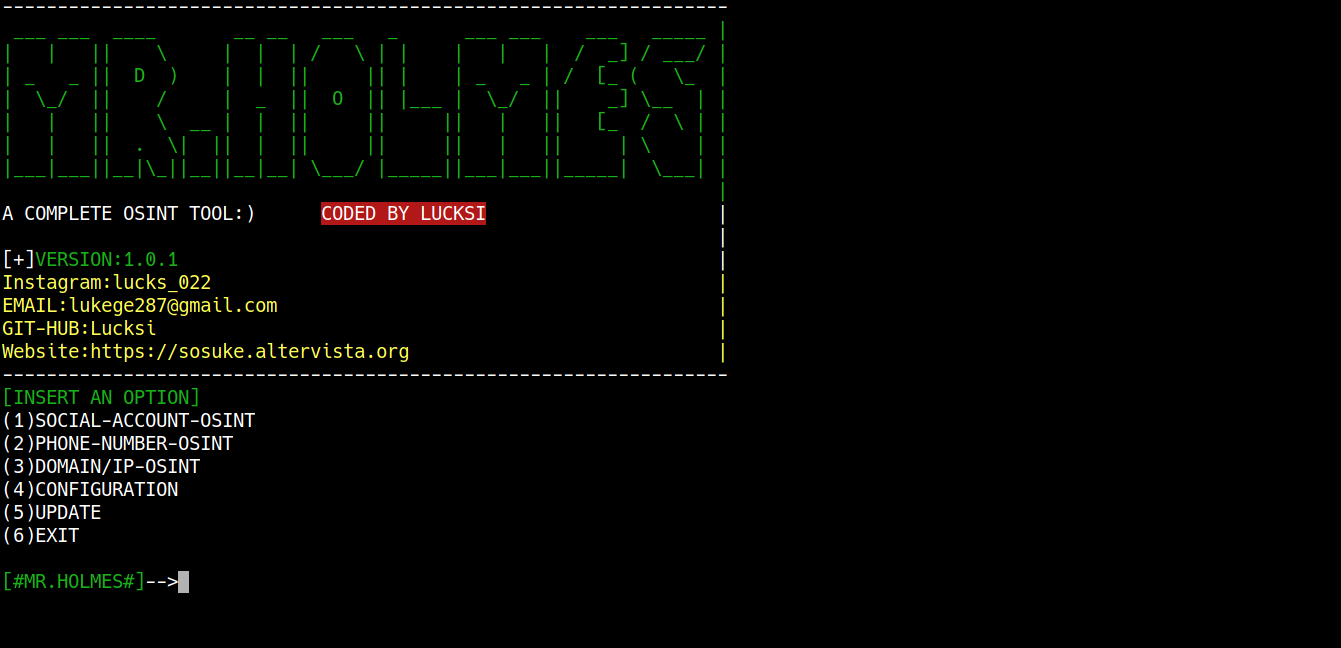 MR.HOLMES
A COMPLETE OSINT TOOL:) CODED BY LUCKSI
[+]VERSION:1.0.1
Instagram:lucks_022
EMAIL:lukege287@gmail.com
GIT-HUB:Lucksi
Website:https://sosuke.altervista.org
[INSERT AN OPTION]
(1)SOCIAL-ACCOUNT-OSINT
(2)PHONE-NUMBER-OSINT
(3)DOMAIN/IP-OSINT
(4)CONFIGURATION
(5)UPDATE
(6)EXIT
[#MR.HOLMES#]-->